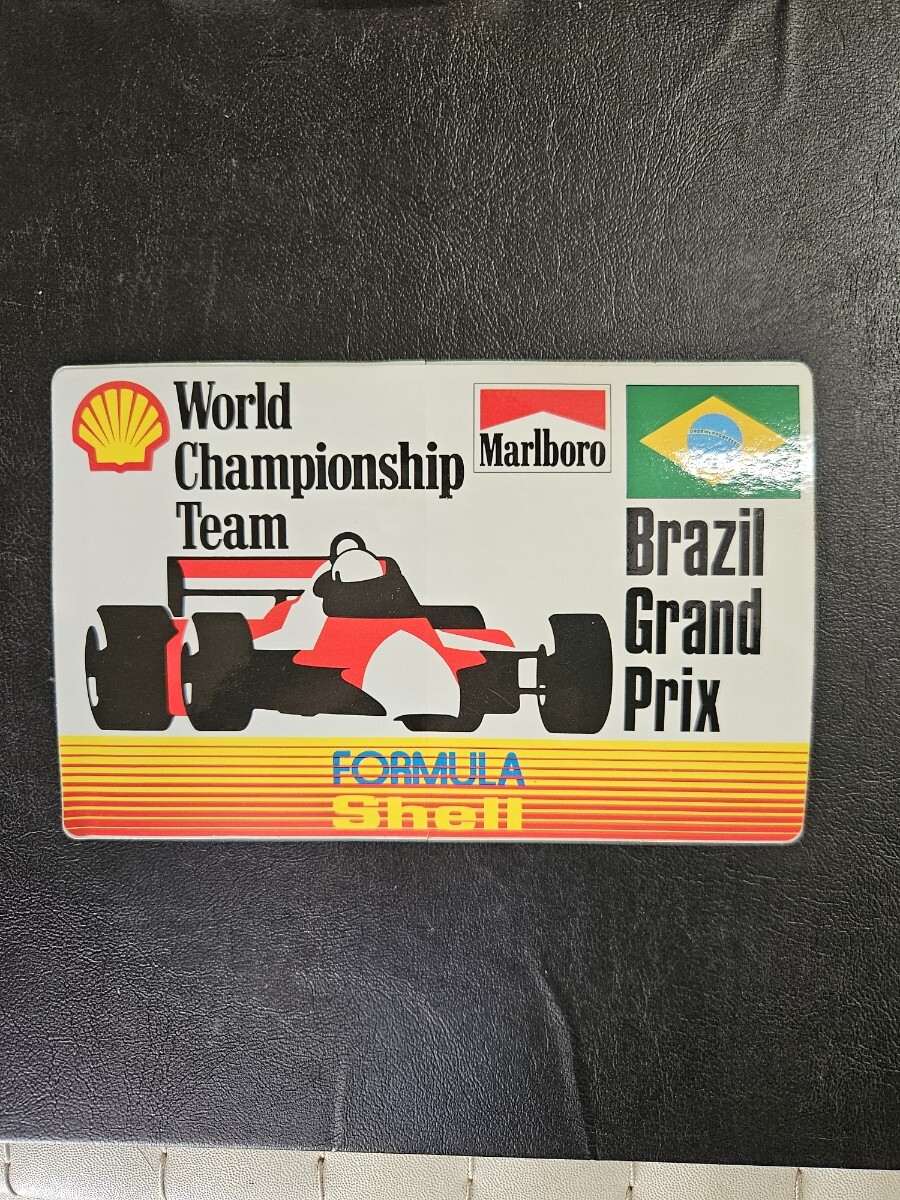 World
Championship
Team
Marlboro
Brazil
Grand
Prix
FORMULA
Shell